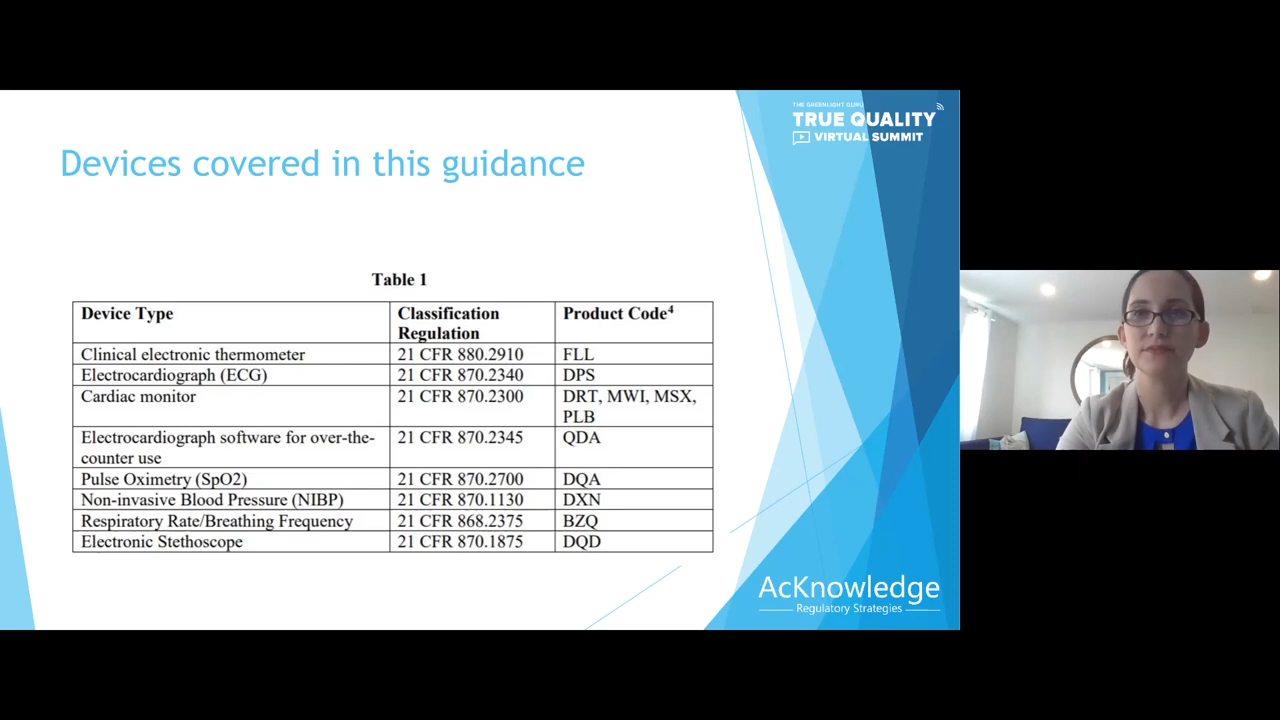 THE GREENLIGHT GURU
TRUE QUALITY
VIRTUAL SUMMIT
Devices covered in this guidance
Table 1
Device Type Classification Regulation Product Code4
Clinical electronic thermometer 21 CFR 880.2910 FLL
Electrocardiograph (ECG) 21 CFR 870.2340 DPS
Cardiac monitor 21 CFR 870.2300 DRT, MWI, MSX, PLB
Electrocardiograph software for over-the-counter use 21 CFR 870.2345 QDA
Pulse Oximetry (SpO2) 21 CFR 870.2700 DQA
Non-invasive Blood Pressure (NIBP) 21 CFR 870.1130 DXN
Respiratory Rate/Breathing Frequency 21 CFR 868.2375 BZQ
Electronic Stethoscope 21 CFR 870.1875 DQD
AcKnowledge
Regulatory Strategies